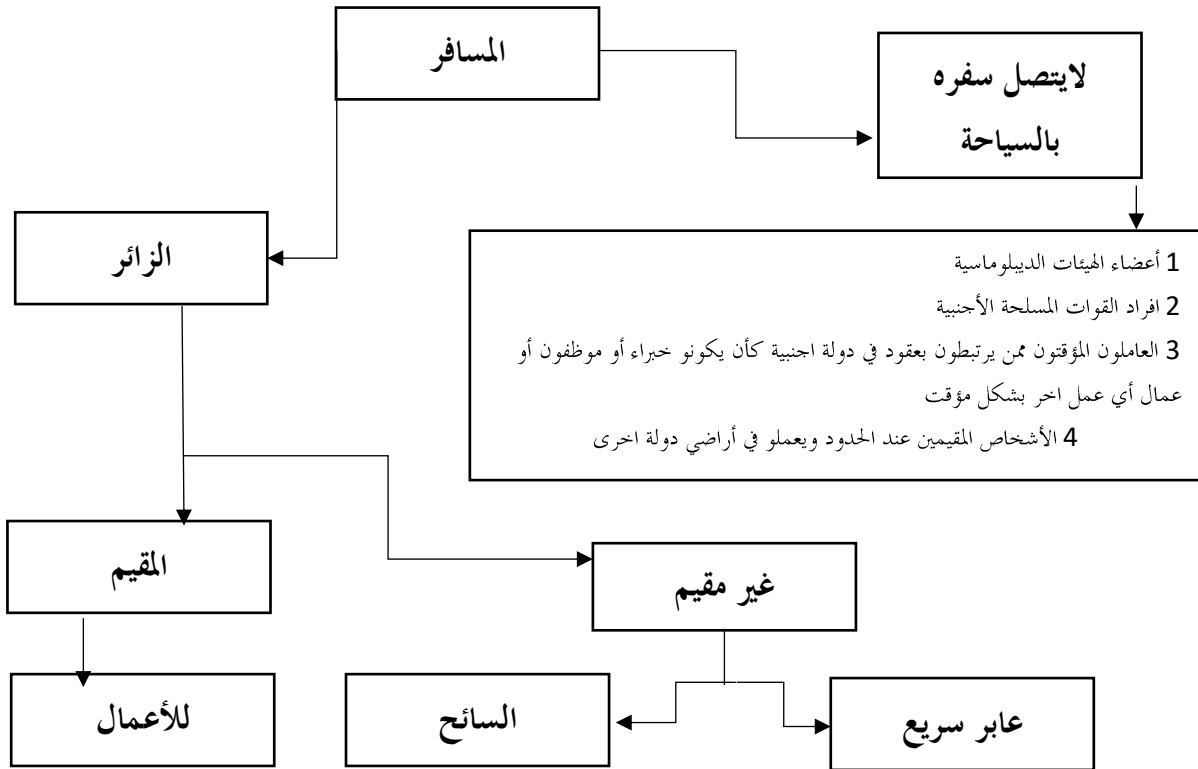 المسافر
لايتصل سفره
بالسياحة
الزائر
1 أعضاء الهيئات الديبلوماسية
2 افراد القوات المسلحة الأجنبية
3 العاملون المؤقتون ممن يرتبطون بعقود في دولة اجنبية كأن يكونو خبراء أو موظفون أو
عمال أي عمل اخر بشكل مؤقت
4 الأشخاص المقيمين عند الحدود ويعملو في أراضي دولة اخرى
المقيم
غير مقيم
للأعمال
السائح
عابر سريع